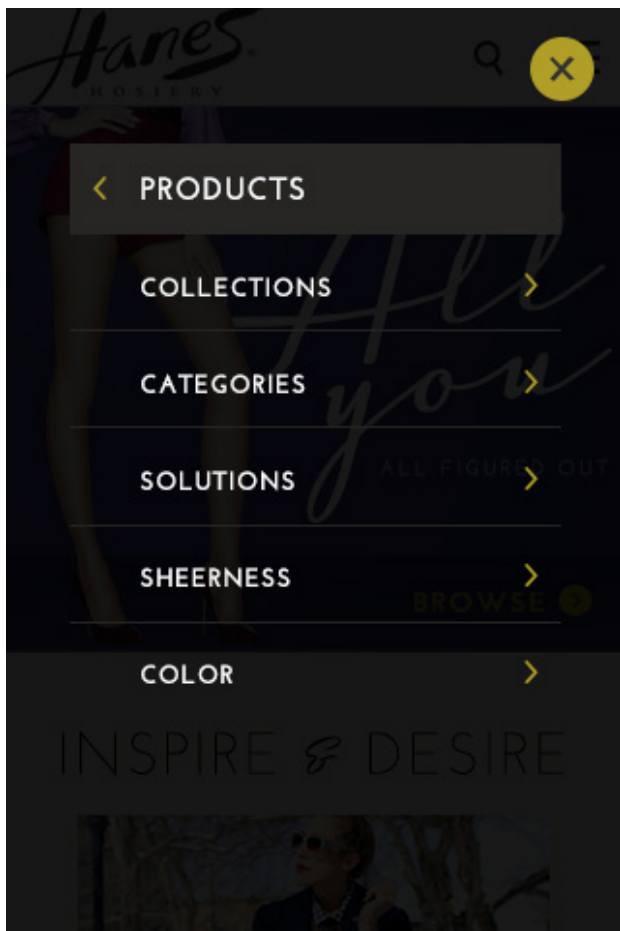 Hanes
HOSIERY
PRODUCTS
COLLECTIONS
All
CATEGORIES
you
SOLUTIONS
ALL FIGURED OUT
SHEERNESS
BROWSE
COLOR
INSPIRE & DESIRE